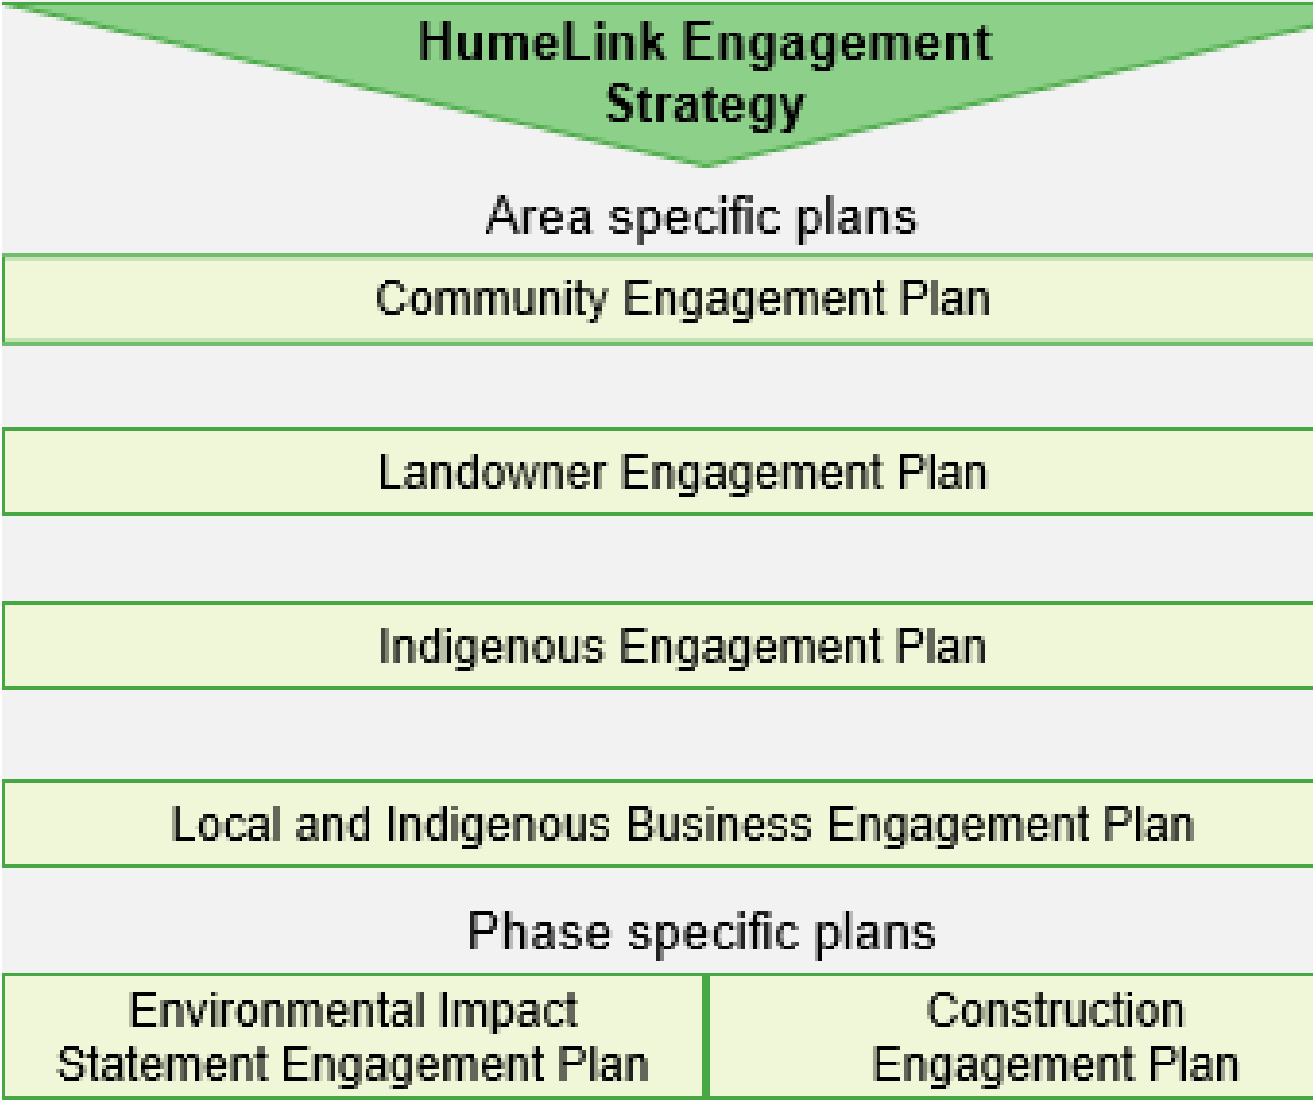 HumeLink Engagement
Strategy
Area specific plans
Community Engagement Plan
Landowner Engagement Plan
Indigenous Engagement Plan
Local and Indigenous Business Engagement Plan
Phase specific plans
Environmental Impact
Statement Engagement Plan
Construction
Engagement Plan